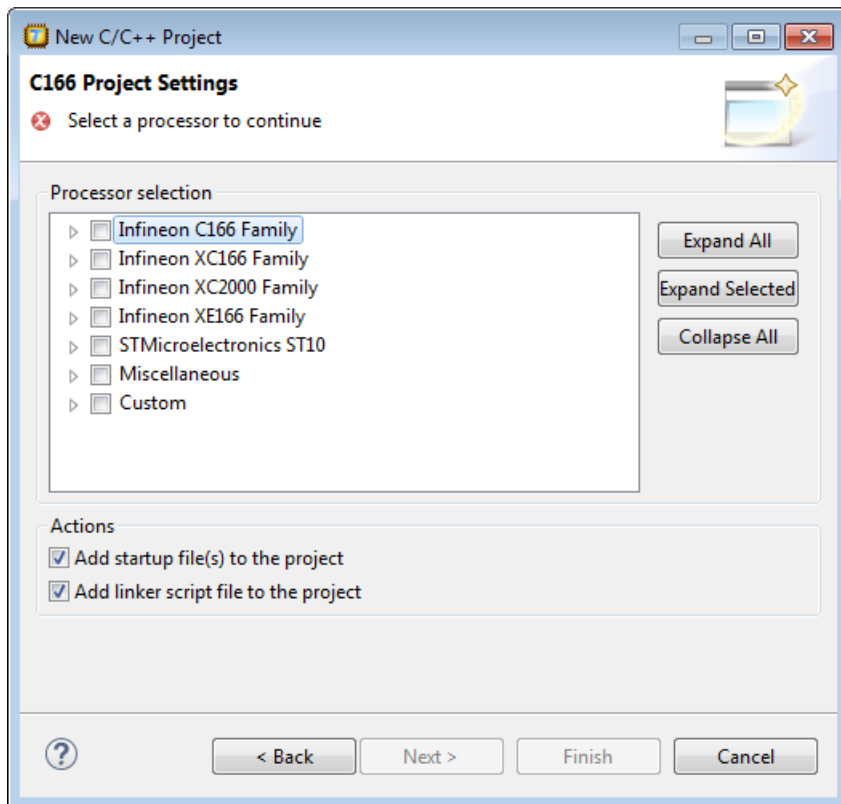 New C/C++ Project
C166 Project Settings
Select a processor to continue
Processor selection
Infineon C166 Family
Infineon XC166 Family
Infineon XC2000 Family
Infineon XE166 Family
STMicroelectronics ST10
Miscellaneous
Custom
Expand All
Expand Selected
Collapse All
Actions
Add startup file(s) to the project
Add linker script file to the project
? < Back Next > Finish Cancel